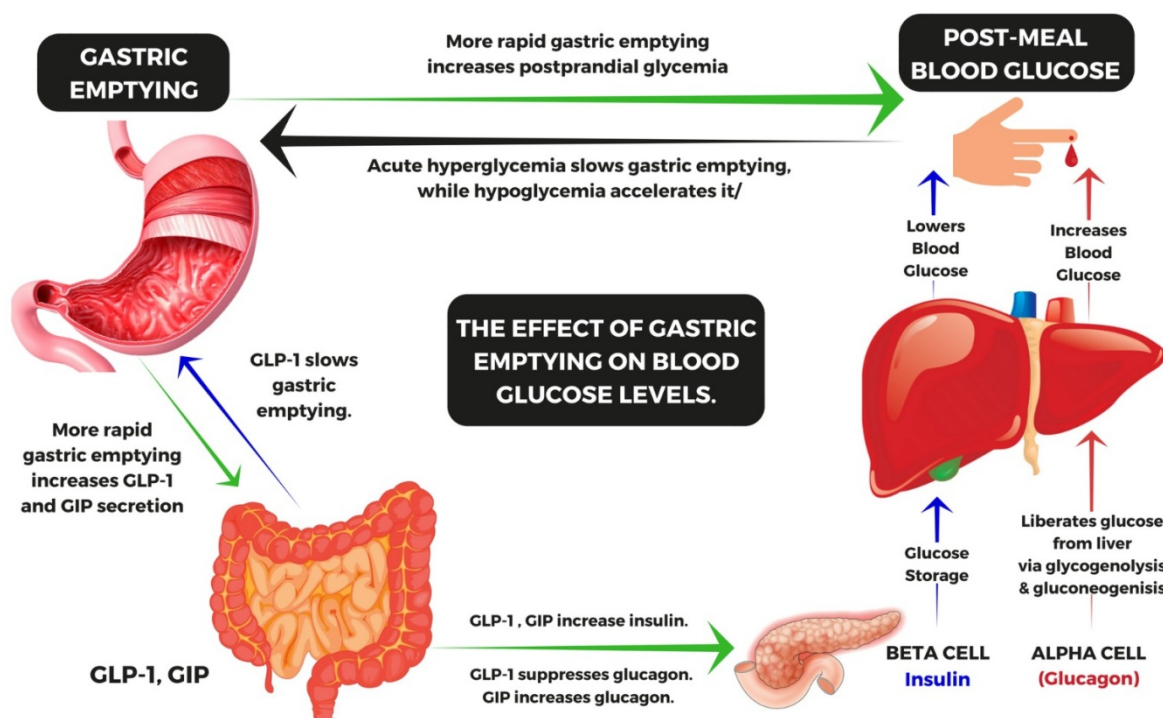 GASTRIC
EMPTYING
More rapid gastric emptying
increases postprandial glycemia
POST-MEAL
BLOOD GLUCOSE
Acute hyperglycemia slows gastric emptying,
while hypoglycemia accelerates it/
Lowers
Blood
Glucose
Increases
Blood
Glucose
THE EFFECT OF GASTRIC
EMPTYING ON BLOOD
GLUCOSE LEVELS.
GLP-1 slows
gastric
emptying.
More rapid
gastric emptying
increases GLP-1
and GIP secretion
Glucose
Storage
Liberates glucose
from liver
via glycogenolysis
& gluconeogenisis
GLP-1, GIP
GLP-1 , GIP increase insulin.
GLP-1 suppresses glucagon.
GIP increases glucagon.
BETA CELL
Insulin
ALPHA CELL
(Glucagon)